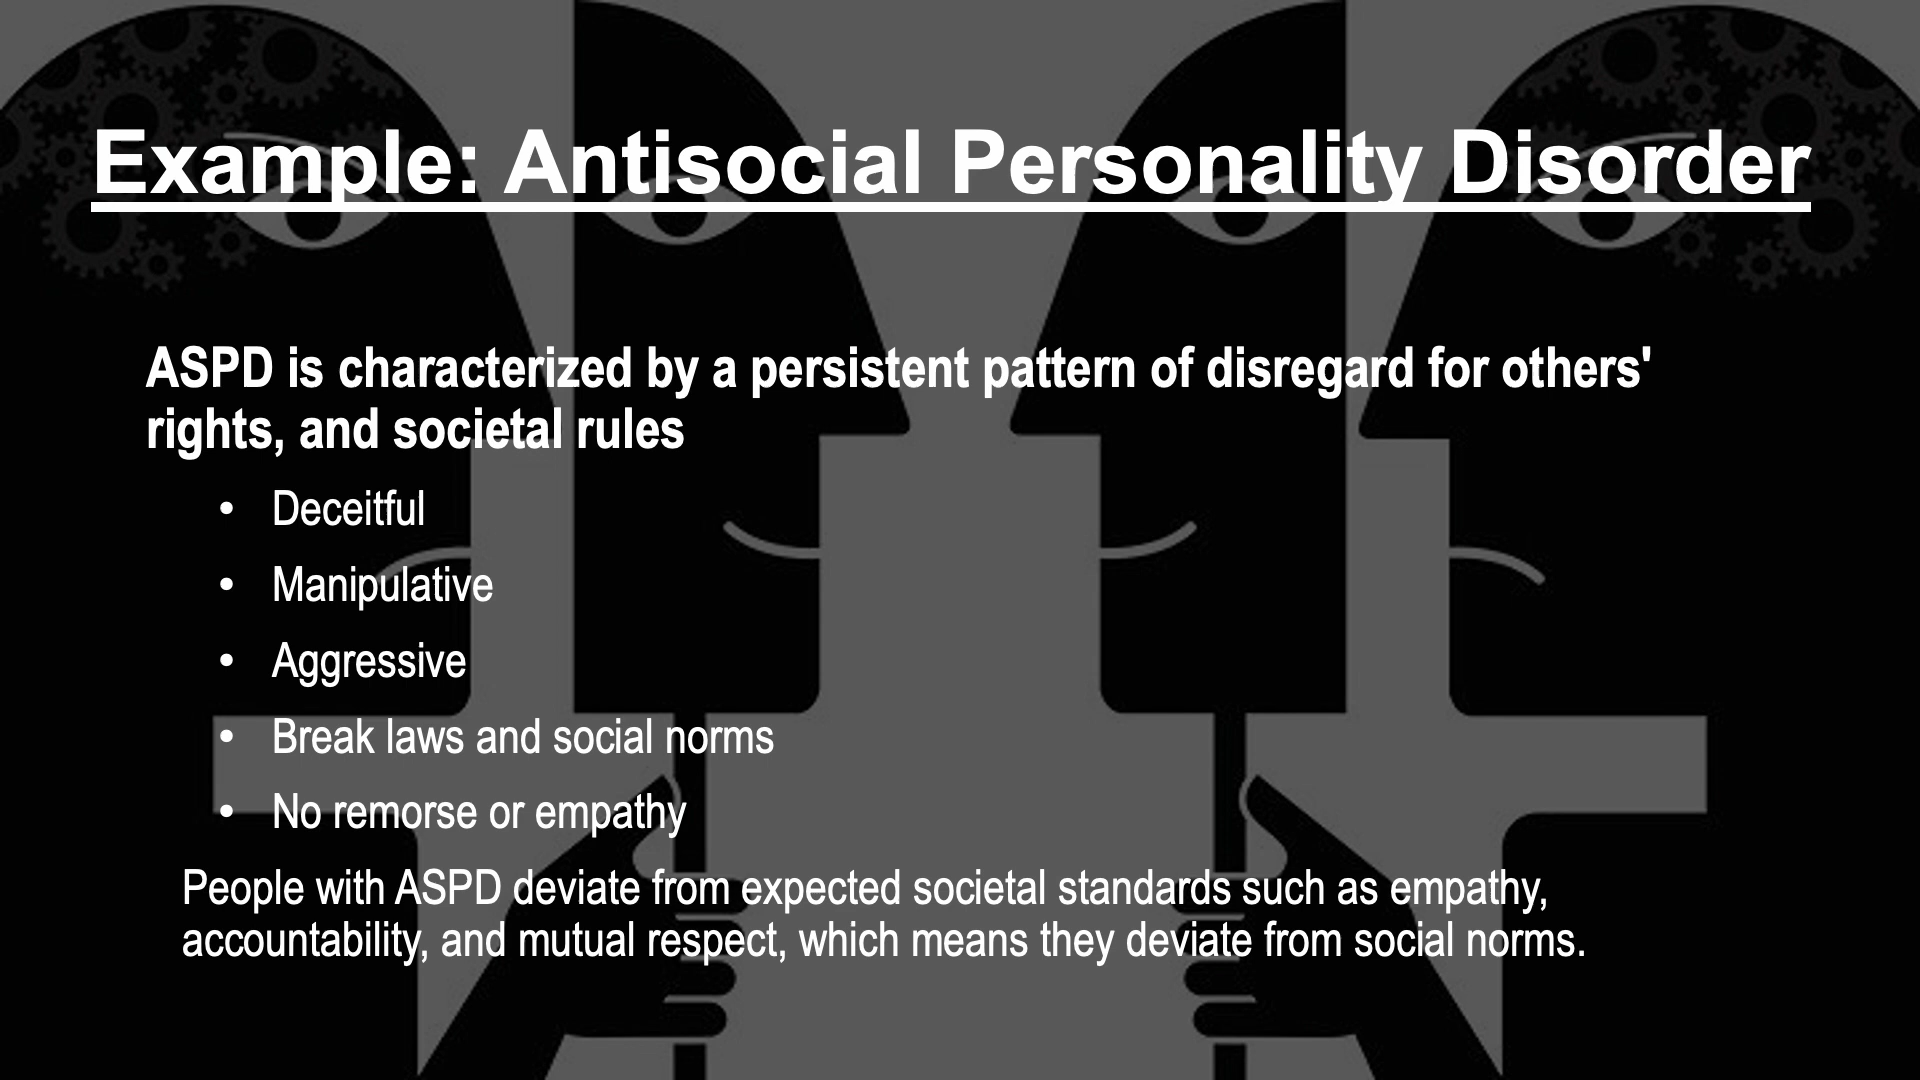 Example: Antisocial Personality Disorder
ASPD is characterized by a persistent pattern of disregard for others'
rights, and societal rules
• Deceitful
• Manipulative
• Aggressive
• Break laws and social norms
• No remorse or empathy
People with ASPD deviate from expected societal standards such as empathy,
accountability, and mutual respect, which means they deviate from social norms.